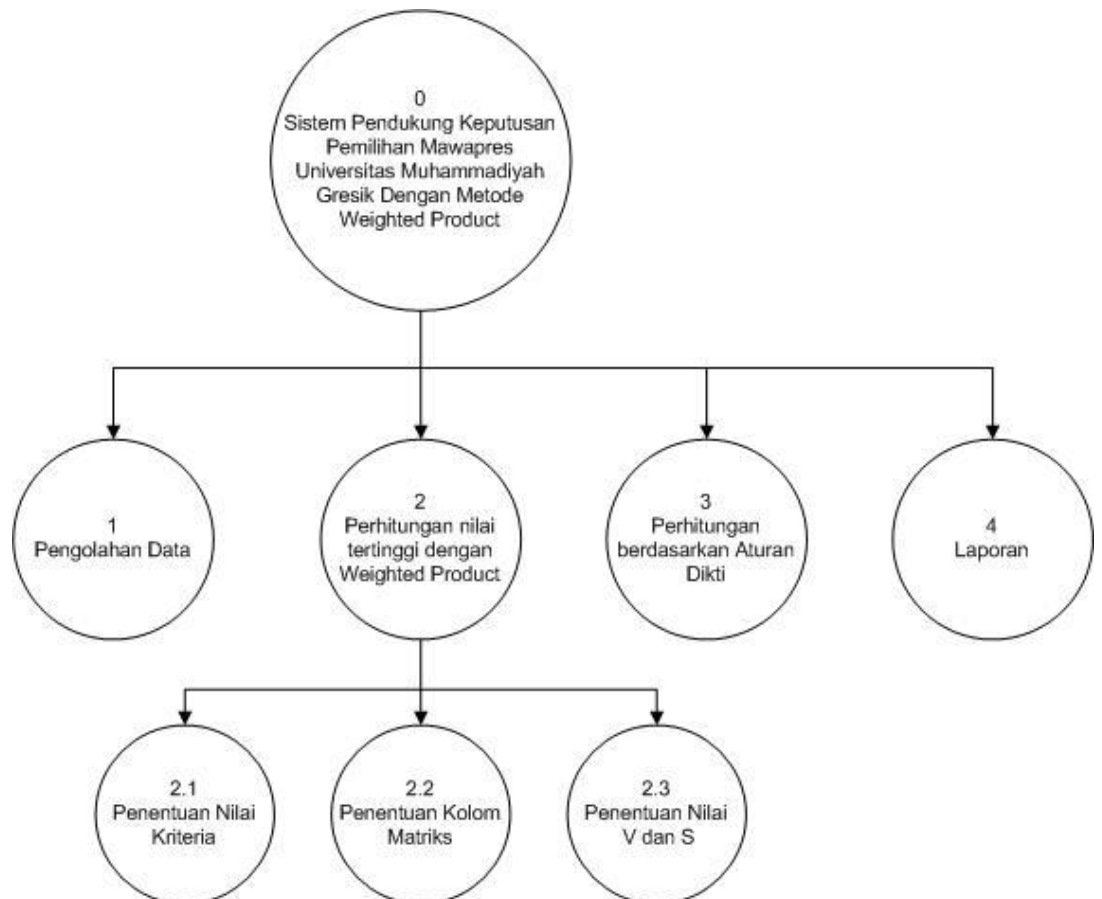 0
Sistem Pendukung Keputusan
Pemilihan Mawapres
Universitas Muhammadiyah
Gresik Dengan Metode
Weighted Product
1
Pengolahan Data
2
Perhitungan nilai
tertinggi dengan
Weighted Product
3
Perhitungan
berdasarkan Aturan
Dikti
4
Laporan
2.1
Penentuan Nilai
Kriteria
2.2
Penentuan Kolom
Matriks
2.3
Penentuan Nilai
V dan S